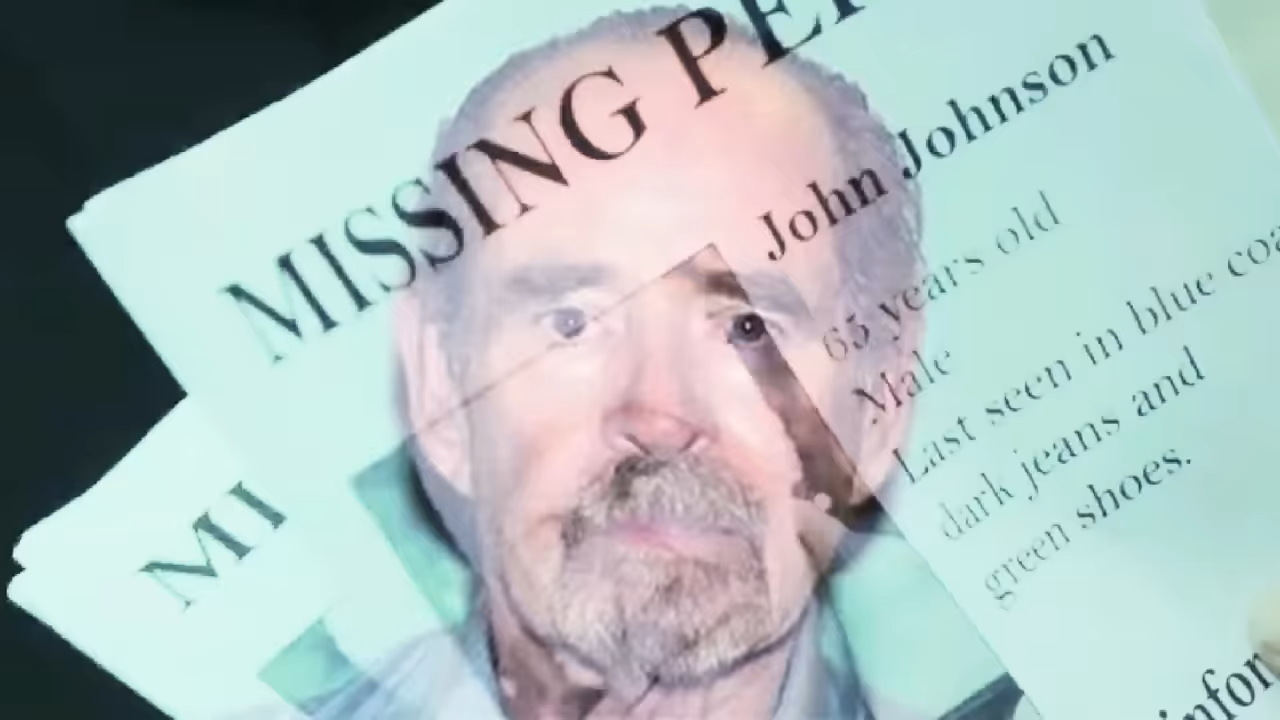 MISSING PE
John Johnson
65 years old
Male
Last seen in blue coa
dark jeans and
green shoes.
infor
MI